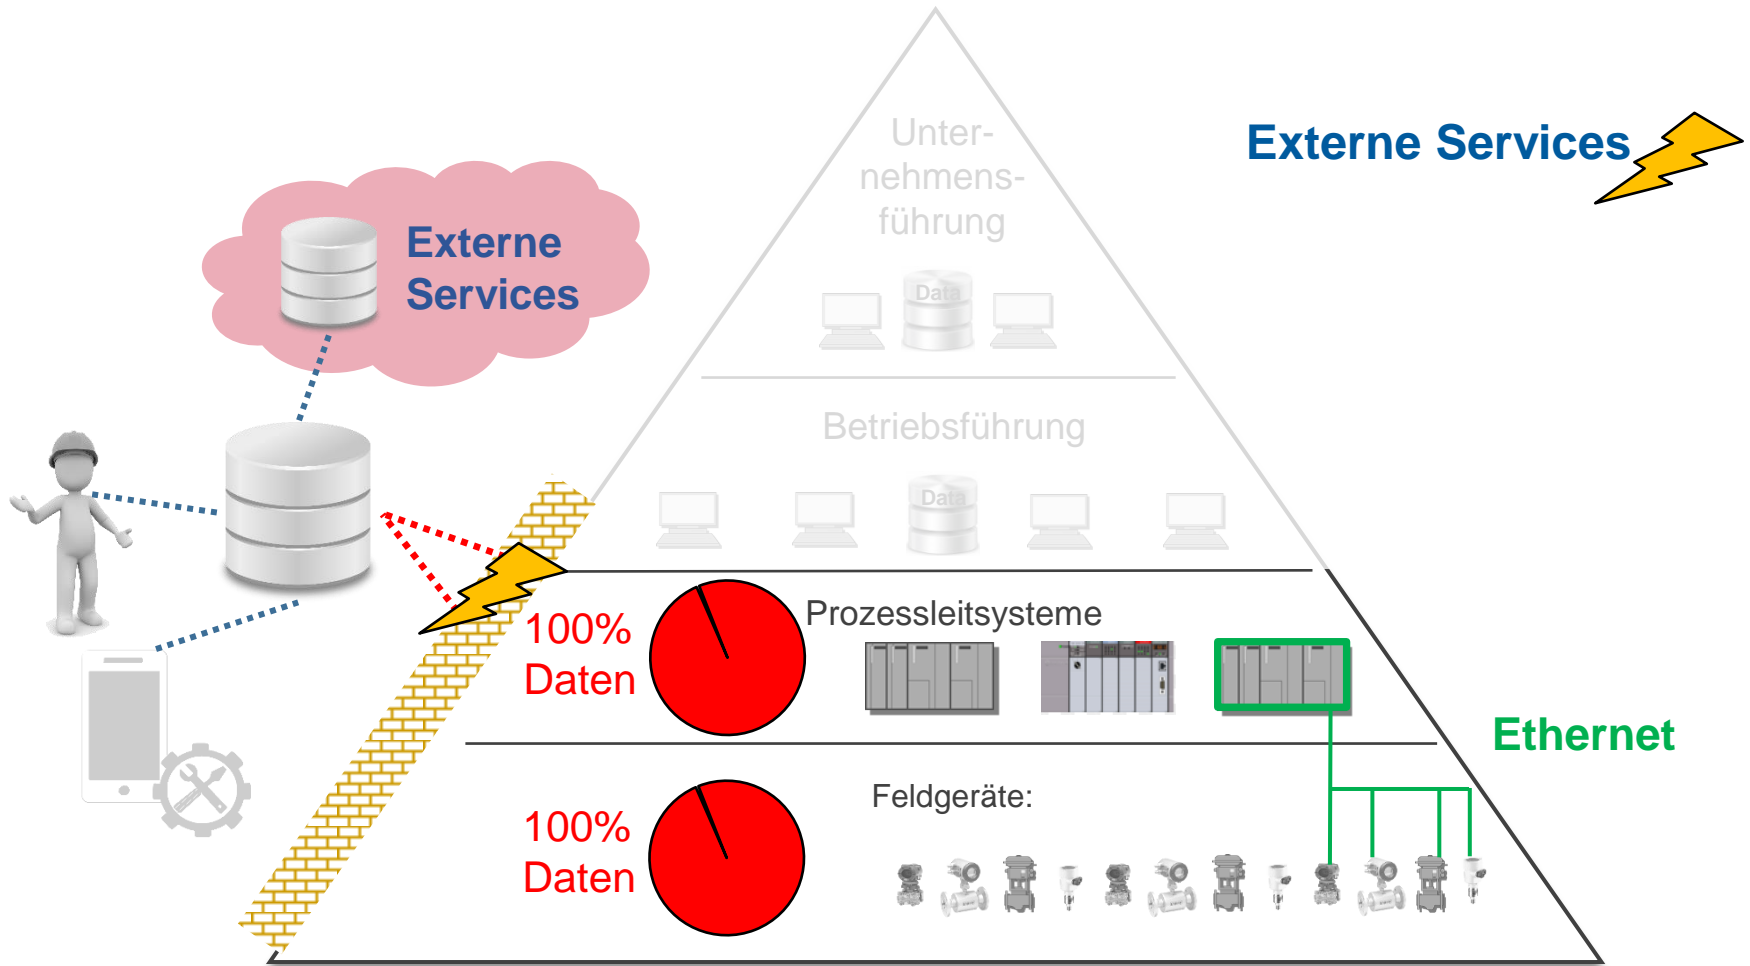 Unter-
nehmens-
führung
Externe Services
Externe
Services
Data
Betriebsführung
Data
100%
Daten
Prozessleitsysteme
Ethernet
100%
Daten
Feldgeräte: